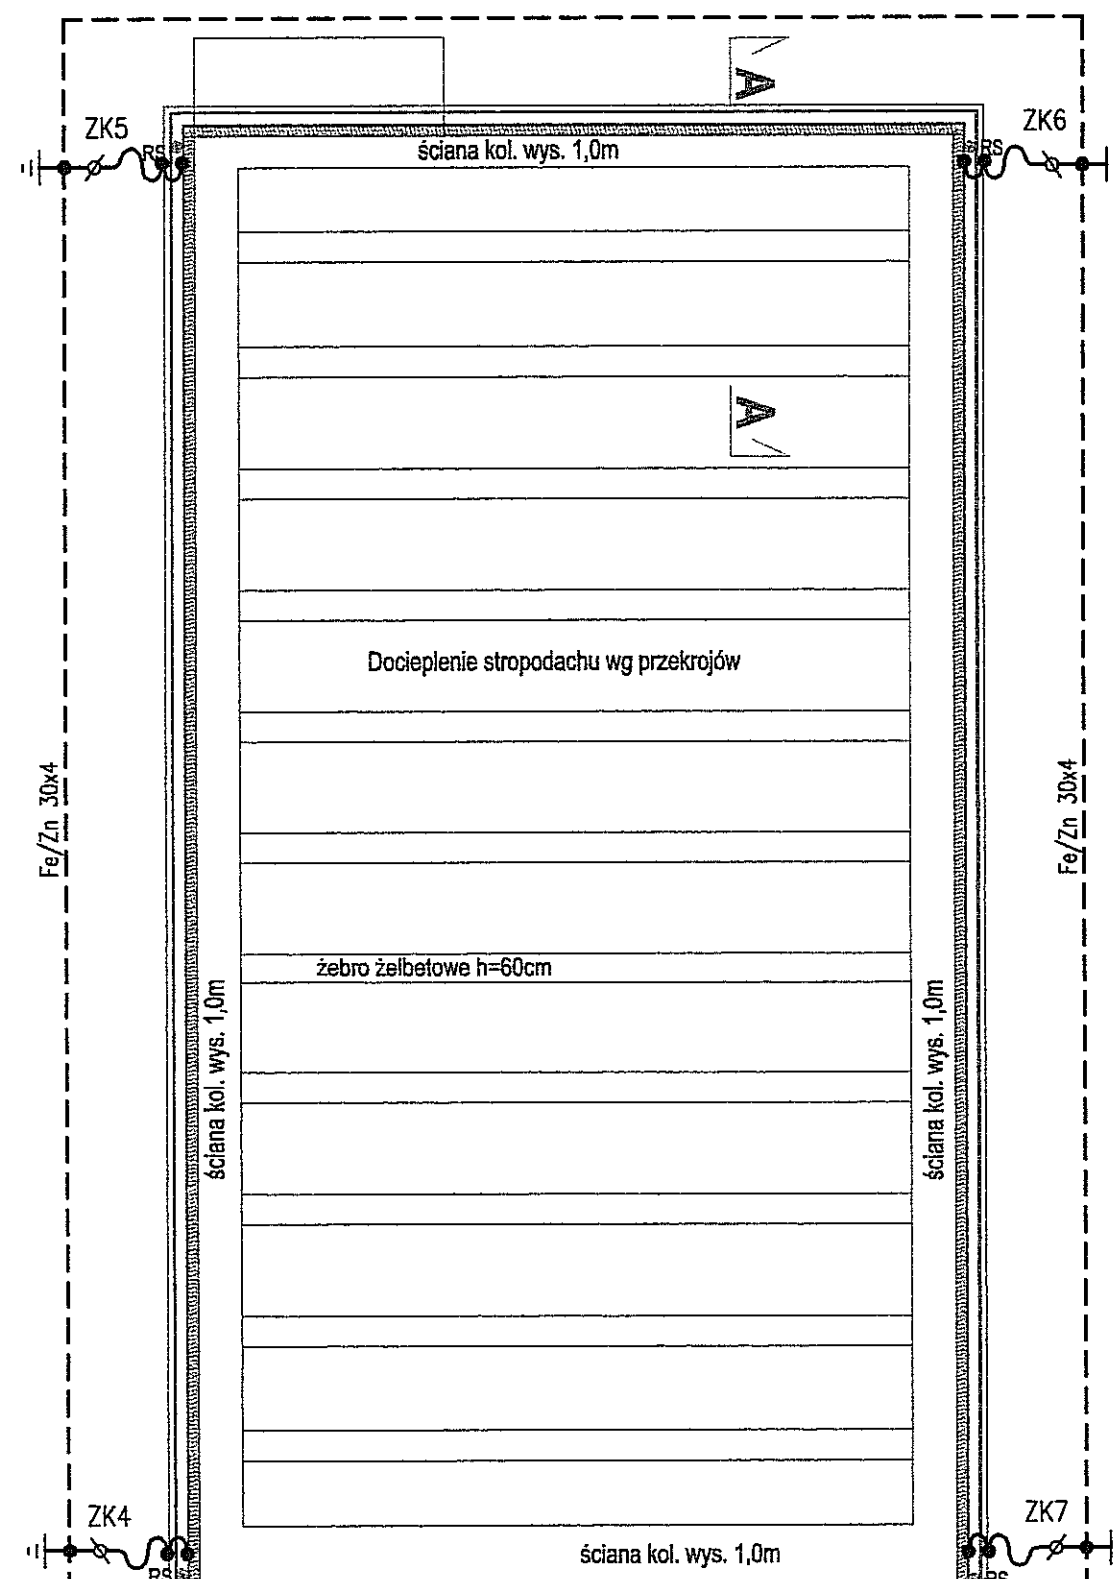 A
ZK5
ZK6
RS
RS
ściana kol. wys. 1,0m
A
Docieplenie stropodachu wg przekrojów
Fe/Zn 30x4
Fe/Zn 30x4
żebro żelbetowe h=60cm
ściana kol. wys. 1,0m
ściana kol. wys. 1,0m
ZK4
ZK7
ściana kol. wys. 1,0m
RS
RS